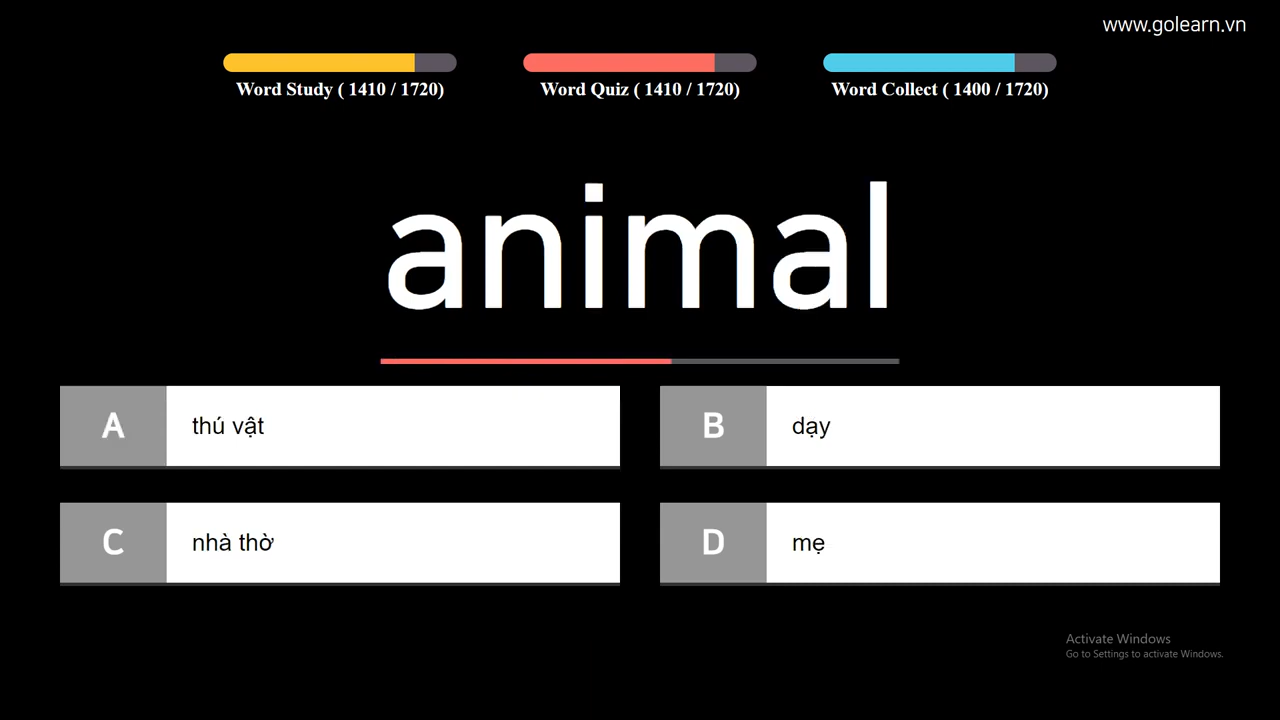 www.golearn.vn
Word Study ( 1410 / 1720)
Word Quiz ( 1410 / 1720)
Word Collect ( 1400 / 1720)
animal
A thú vật
B dạy
C nhà thờ
D mẹ
Activate Windows
Go to Settings to activate Windows.